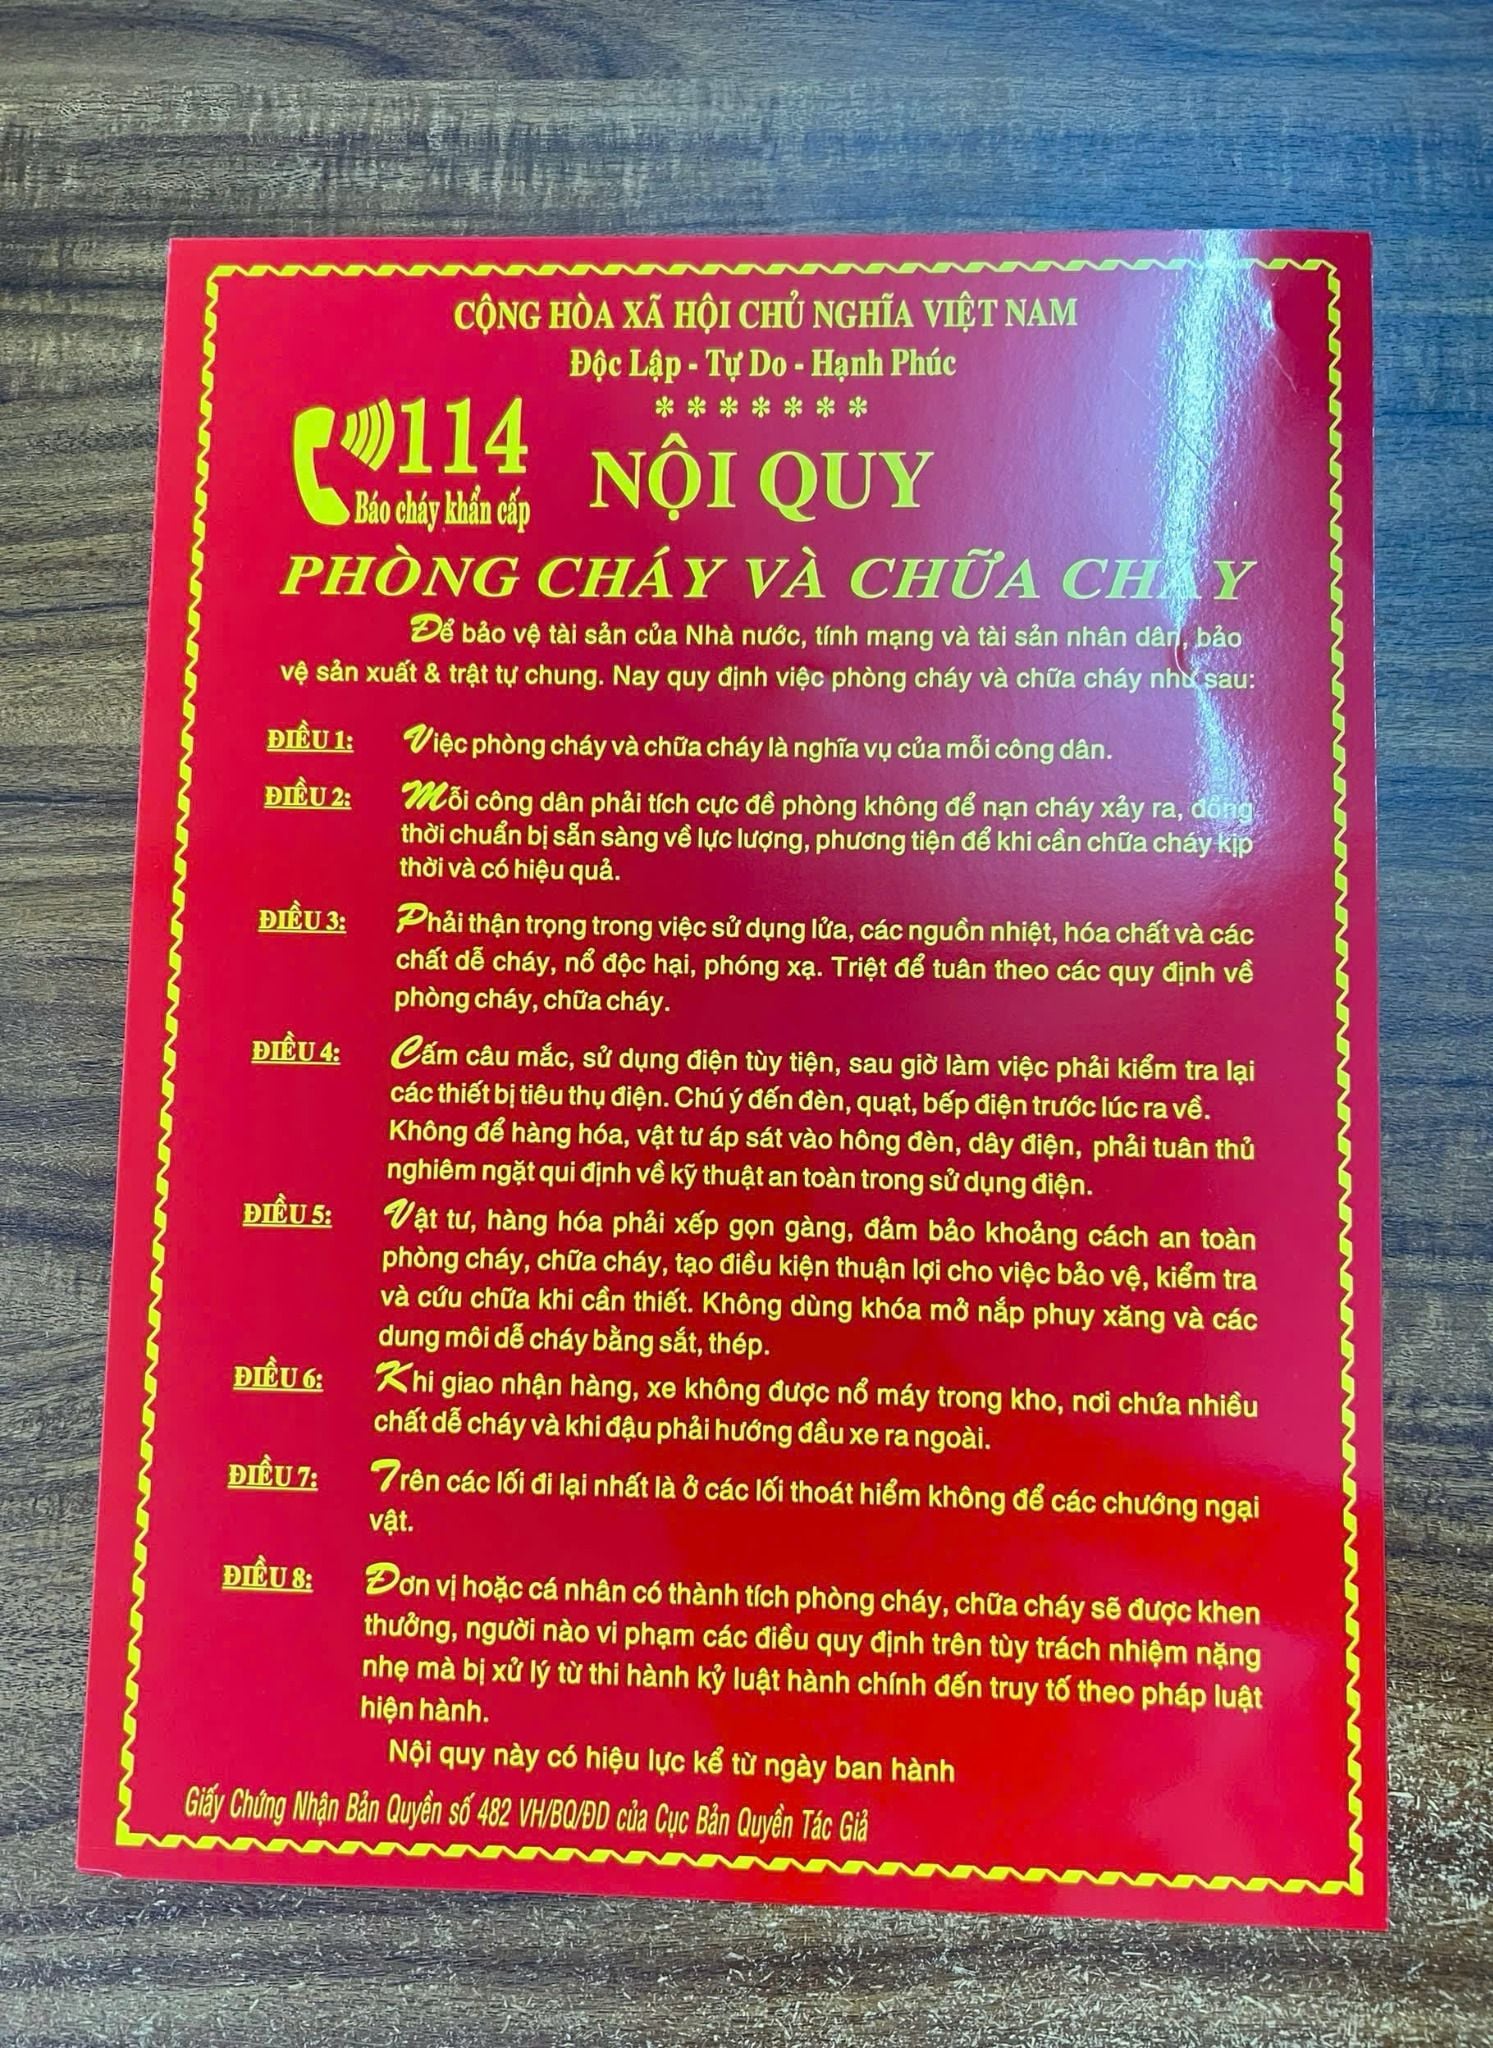 CỘNG HÒA XÃ HỘI CHỦ NGHĨA VIỆT NAM
Độc Lập - Tự Do - Hạnh Phúc
*******
114
Báo cháy khẩn cấp
NỘI QUY
PHÒNG CHÁY VÀ CHỮA CHÁY
Để bảo vệ tài sản của Nhà nước, tính mạng và tài sản nhân dân, bảo
vệ sản xuất & trật tự chung. Nay quy định việc phòng cháy và chữa cháy như sau:
ĐIỀU 1: Việc phòng cháy và chữa cháy là nghĩa vụ của mỗi công dân.
ĐIỀU 2: Mỗi công dân phải tích cực đề phòng không để nạn cháy xảy ra, đồng
thời chuẩn bị sẵn sàng về lực lượng, phương tiện để khi cần chữa cháy kịp
thời và có hiệu quả.
ĐIỀU 3: Phải thận trọng trong việc sử dụng lửa, các nguồn nhiệt, hóa chất và các
chất dễ cháy, nổ độc hại, phóng xạ. Triệt để tuân theo các quy định về
phòng cháy, chữa cháy.
ĐIỀU 4: Cấm câu mắc, sử dụng điện tùy tiện, sau giờ làm việc phải kiểm tra lại
các thiết bị tiêu thụ điện. Chú ý đến đèn, quạt, bếp điện trước lúc ra về.
Không để hàng hóa, vật tư áp sát vào hông đèn, dây điện, phải tuân thủ
nghiêm ngặt qui định về kỹ thuật an toàn trong sử dụng điện.
ĐIỀU 5: Vật tư, hàng hóa phải xếp gọn gàng, đảm bảo khoảng cách an toàn
phòng cháy, chữa cháy, tạo điều kiện thuận lợi cho việc bảo vệ, kiểm tra
và cứu chữa khi cần thiết. Không dùng khóa mở nắp phuy xăng và các
dung môi dễ cháy bằng sắt, thép.
ĐIỀU 6: Khi giao nhận hàng, xe không được nổ máy trong kho, nơi chứa nhiều
chất dễ cháy và khi đậu phải hướng đầu xe ra ngoài.
ĐIỀU 7: Trên các lối đi lại nhất là ở các lối thoát hiểm không để các chướng ngại
vật.
ĐIỀU 8: Đơn vị hoặc cá nhân có thành tích phòng cháy, chữa cháy sẽ được khen
thưởng, người nào vi phạm các điều quy định trên tùy trách nhiệm nặng
nhẹ mà bị xử lý từ thi hành kỷ luật hành chính đến truy tố theo pháp luật
hiện hành.
Nội quy này có hiệu lực kể từ ngày ban hành
Giấy Chứng Nhận Bản Quyền số 482 VH/BQ/ĐD của Cục Bản Quyền Tác Giả